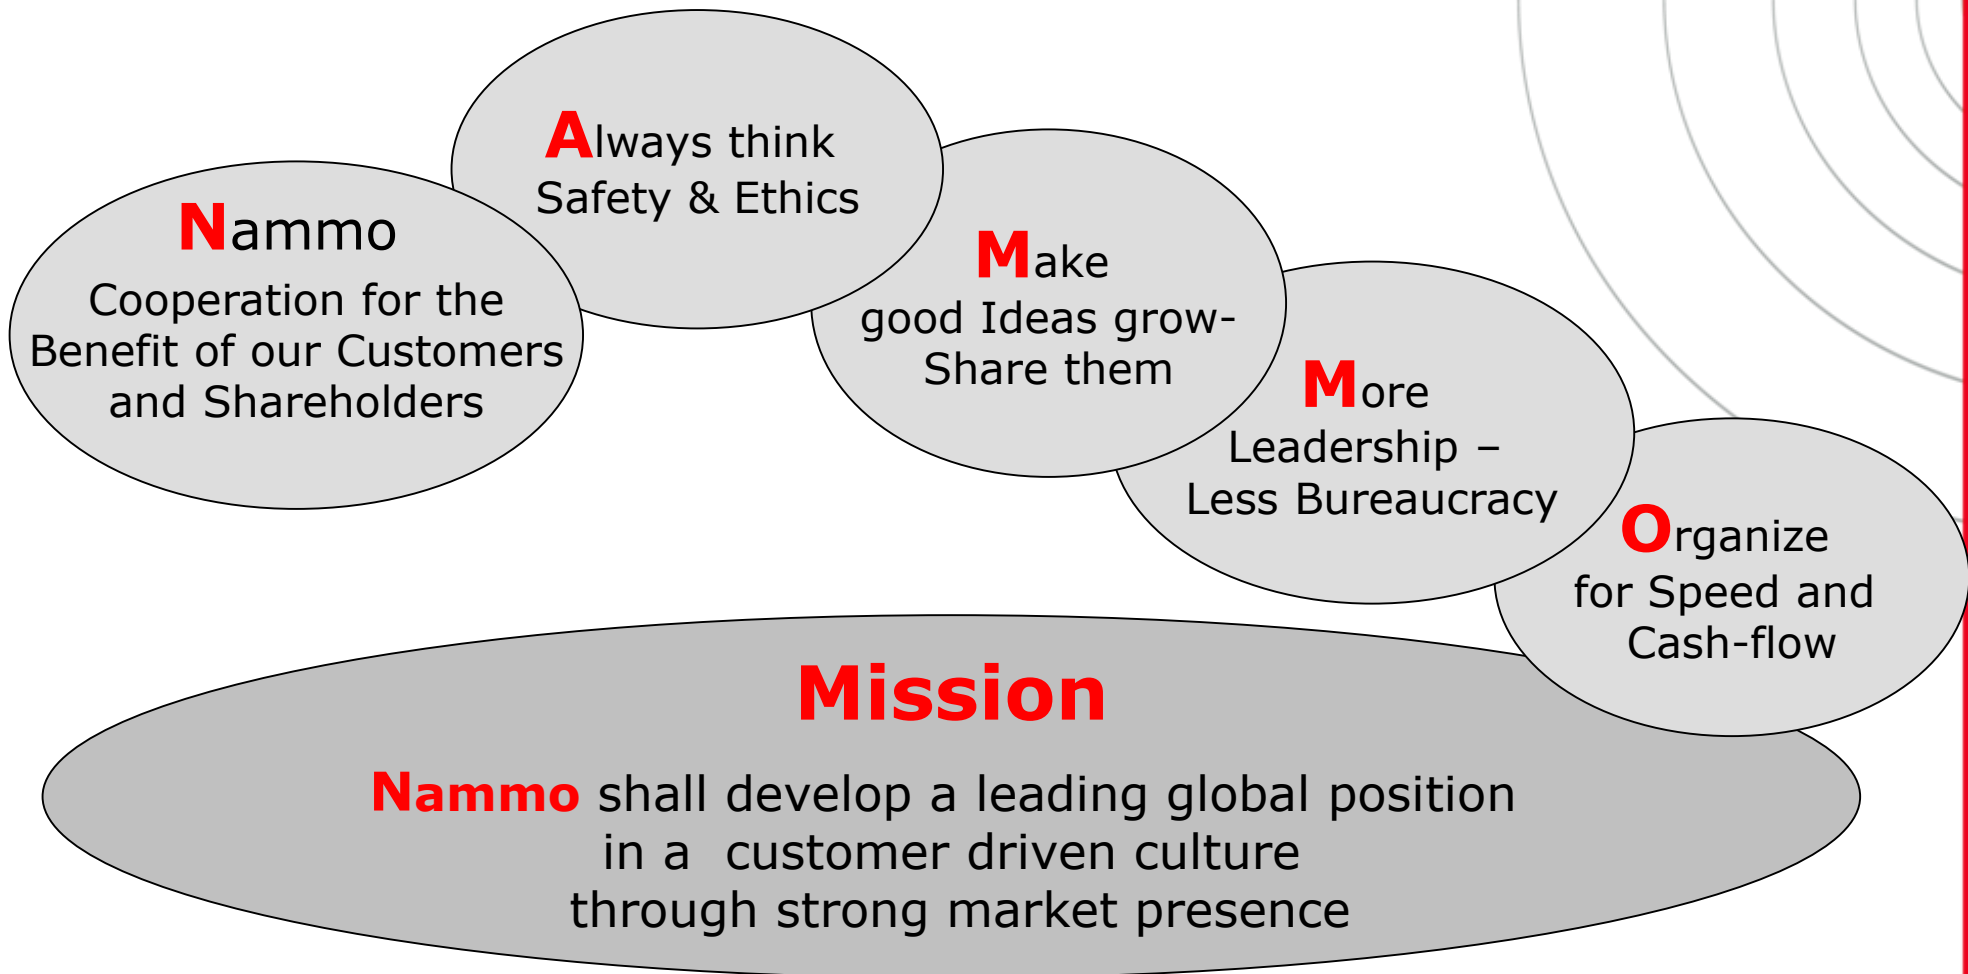 Nammo
Cooperation for the
Benefit of our Customers
and Shareholders
Always think
Safety & Ethics
Make
good Ideas grow-
Share them
More
Leadership –
Less Bureaucracy
Organize
for Speed and
Cash-flow
Mission
Nammo shall develop a leading global position
in a  customer driven culture
through strong market presence